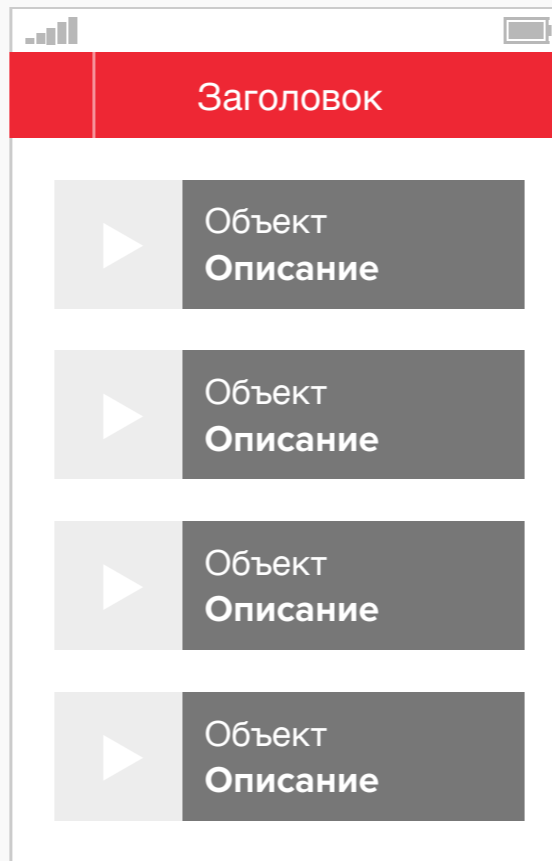 Заголовок
Объект
Описание
Объект
Описание
Объект
Описание
Объект
Описание